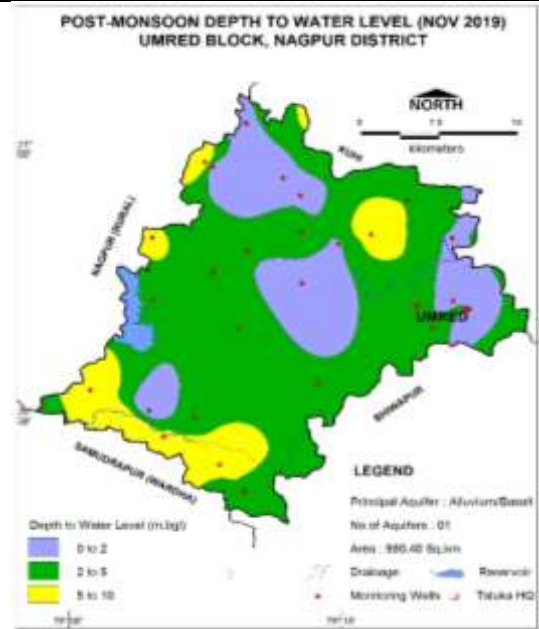 POST-MONSOON DEPTH TO WATER LEVEL (NOV 2019)
UMRED BLOCK, NAGPUR DISTRICT
NORTH
kilometers
KUHI
NAGPUR (RURAL)
UMRED
BHIWAPUR
SAMUDRAPUR (WARDHA)
LEGEND
Principal Aquifer : Alluvium/Basalt
No of Aquifers : 01
Depth to Water Level (m.bgl)
0 to 2
2 to 5
5 to 10
Drainage
Reservoir
Monitoring Wells
Taluka HQ